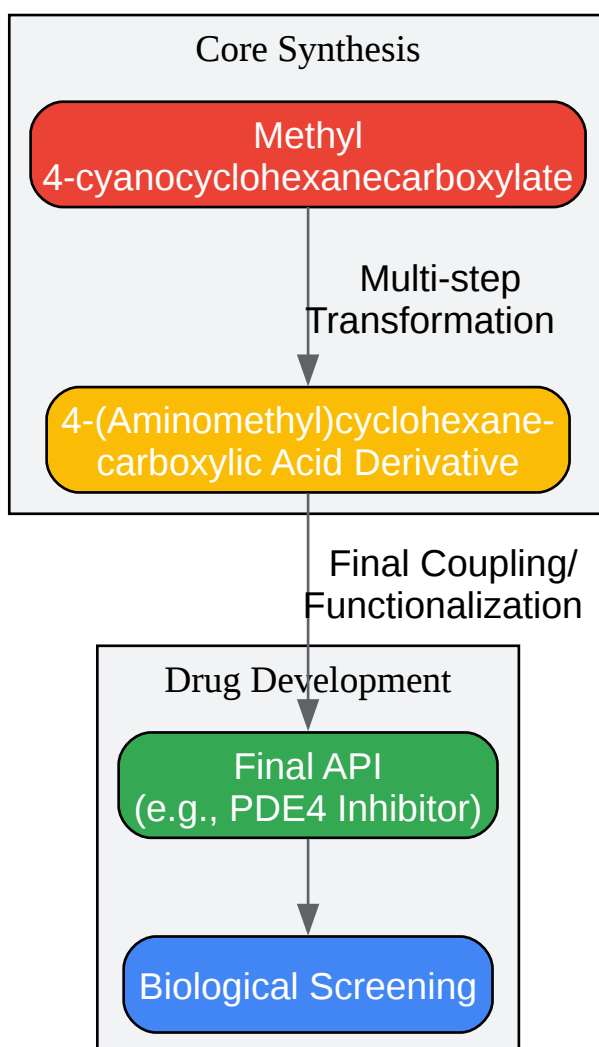 Core Synthesis
Methyl
4-cyanocyclohexanecarboxylate
Multi-step
Transformation
4-(Aminomethyl)cyclohexane-
carboxylic Acid Derivative
Final Coupling/
Functionalization
Drug Development
Final API
(e.g., PDE4 Inhibitor)
Biological Screening